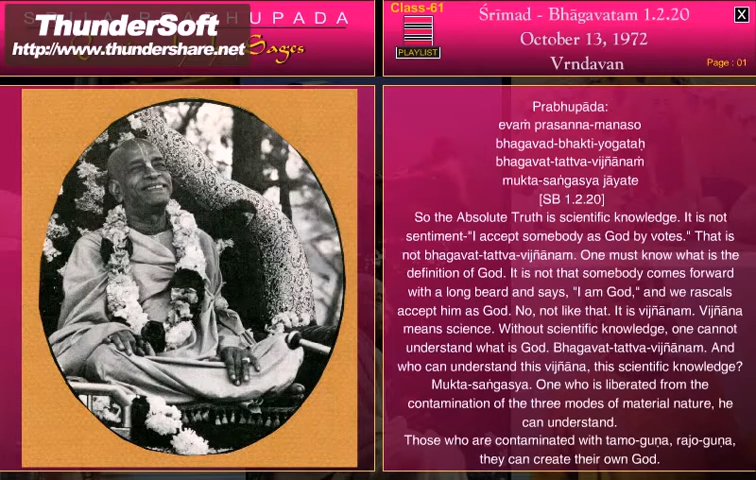 ThunderSoft
http://www.thundershare.net
HUPADA
Sages
Class-61
PLAYLIST
Śrīmad - Bhāgavatam 1.2.20
October 13, 1972
Vrndavan
X
Page : 01
Prabhupāda:
evaṁ prasanna-manaso
bhagavad-bhakti-yogataḥ
bhagavat-tattva-vijñānaṁ
mukta-saṅgasya jāyate
[SB 1.2.20]
So the Absolute Truth is scientific knowledge. It is not
sentiment-"I accept somebody as God by votes." That is
not bhagavat-tattva-vijñānam. One must know what is the
definition of God. It is not that somebody comes forward
with a long beard and says, "I am God," and we rascals
accept him as God. No, not like that. It is vijñānam. Vijñāna
means science. Without scientific knowledge, one cannot
understand what is God. Bhagavat-tattva-vijñānam. And
who can understand this vijñāna, this scientific knowledge?
Mukta-saṅgasya. One who is liberated from the
contamination of the three modes of material nature, he
can understand.
Those who are contaminated with tamo-guṇa, rajo-guṇa,
they can create their own God.